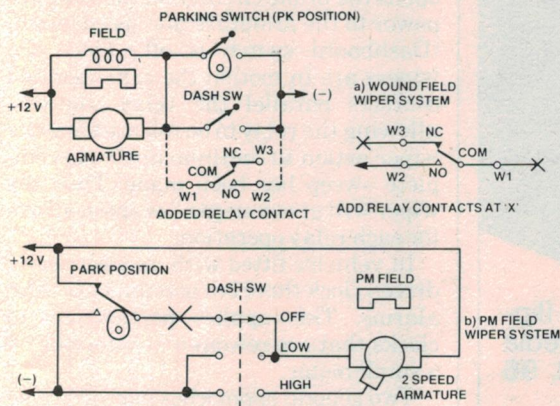 PARKING SWITCH (PK POSITION)
FIELD
+12 V
DASH SW
(-)
ARMATURE
NC
W3
COM
W1
NO
W2
ADDED RELAY CONTACT
a) WOUND FIELD
WIPER SYSTEM
W3
NC
COM
W2
NO
W1
ADD RELAY CONTACTS AT 'X'
+12 V
PARK POSITION
DASH SW
PM FIELD
OFF
b) PM FIELD
WIPER SYSTEM
LOW
(-)
HIGH
2 SPEED
ARMATURE